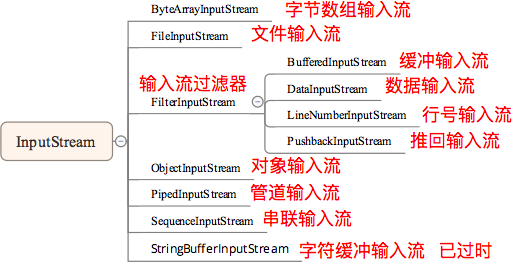 ByteArrayInputStream 字节数组输入流
FileInputStream 文件输入流
BufferedInputStream 缓冲输入流
输入流过滤器
DataInputStream 数据输入流
FilterInputStream
LineNumberInputStream 行号输入流
PushbackInputStream 推回输入流
InputStream
ObjectInputStream 对象输入流
PipedInputStream 管道输入流
SequenceInputStream 串联输入流
StringBufferInputStream 字符缓冲输入流 已过时